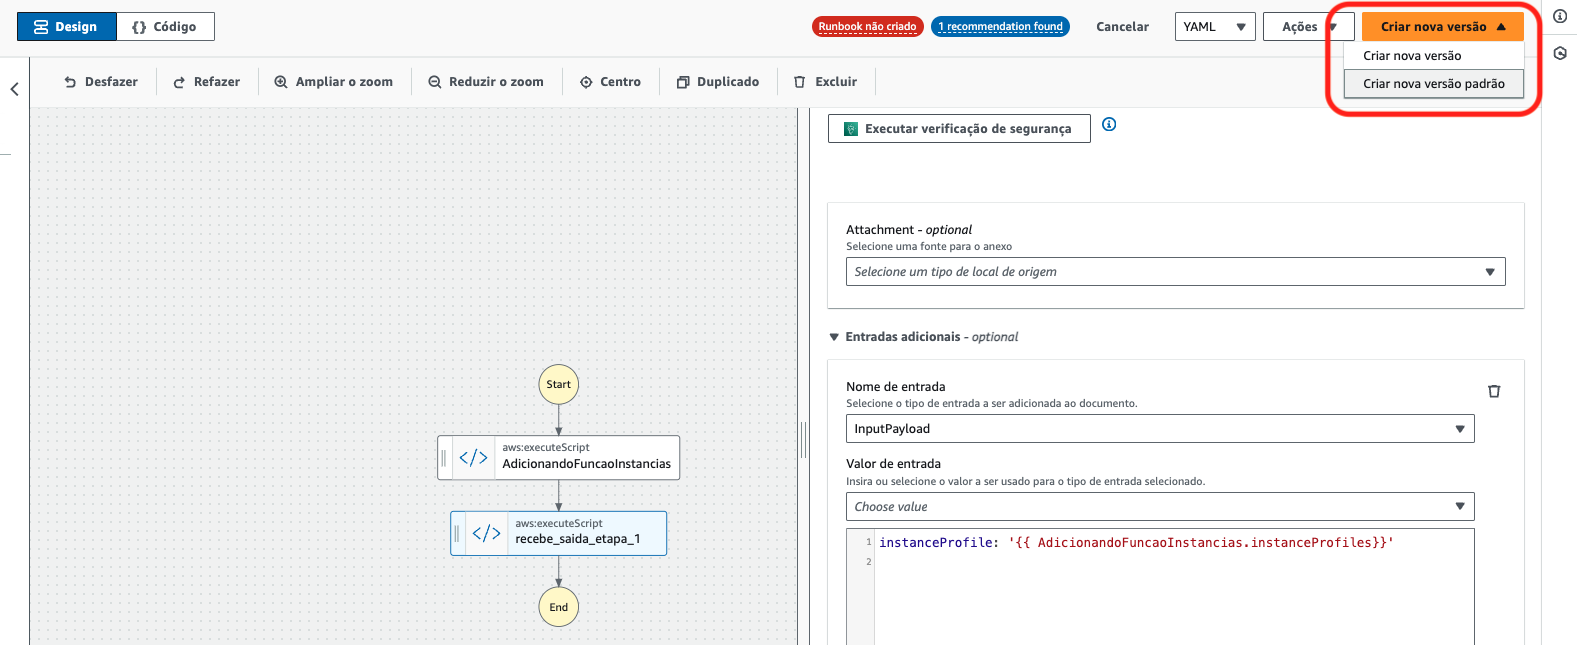 Design
{} Código
Runbook não criado
1 recommendation found
Cancelar
YAML
Ações
Criar nova versão
Criar nova versão
Criar nova versão padrão
Desfazer
Refazer
Ampliar o zoom
Reduzir o zoom
Centro
Duplicado
Excluir
Executar verificação de segurança
Attachment - optional
Selecione uma fonte para o anexo
Selecione um tipo de local de origem
Entradas adicionais - optional
Nome de entrada
Selecione o tipo de entrada a ser adicionada ao documento.
InputPayload
Valor de entrada
Insira ou selecione o valor a ser usado para o tipo de entrada selecionado.
Choose value
1 instanceProfile: '{{ AdicionandoFuncaoInstancias.instanceProfiles}}'
2
Start
aws:executeScript
</> AdicionandoFuncaoInstancias
aws:executeScript
</> recebe_saida_etapa_1
End